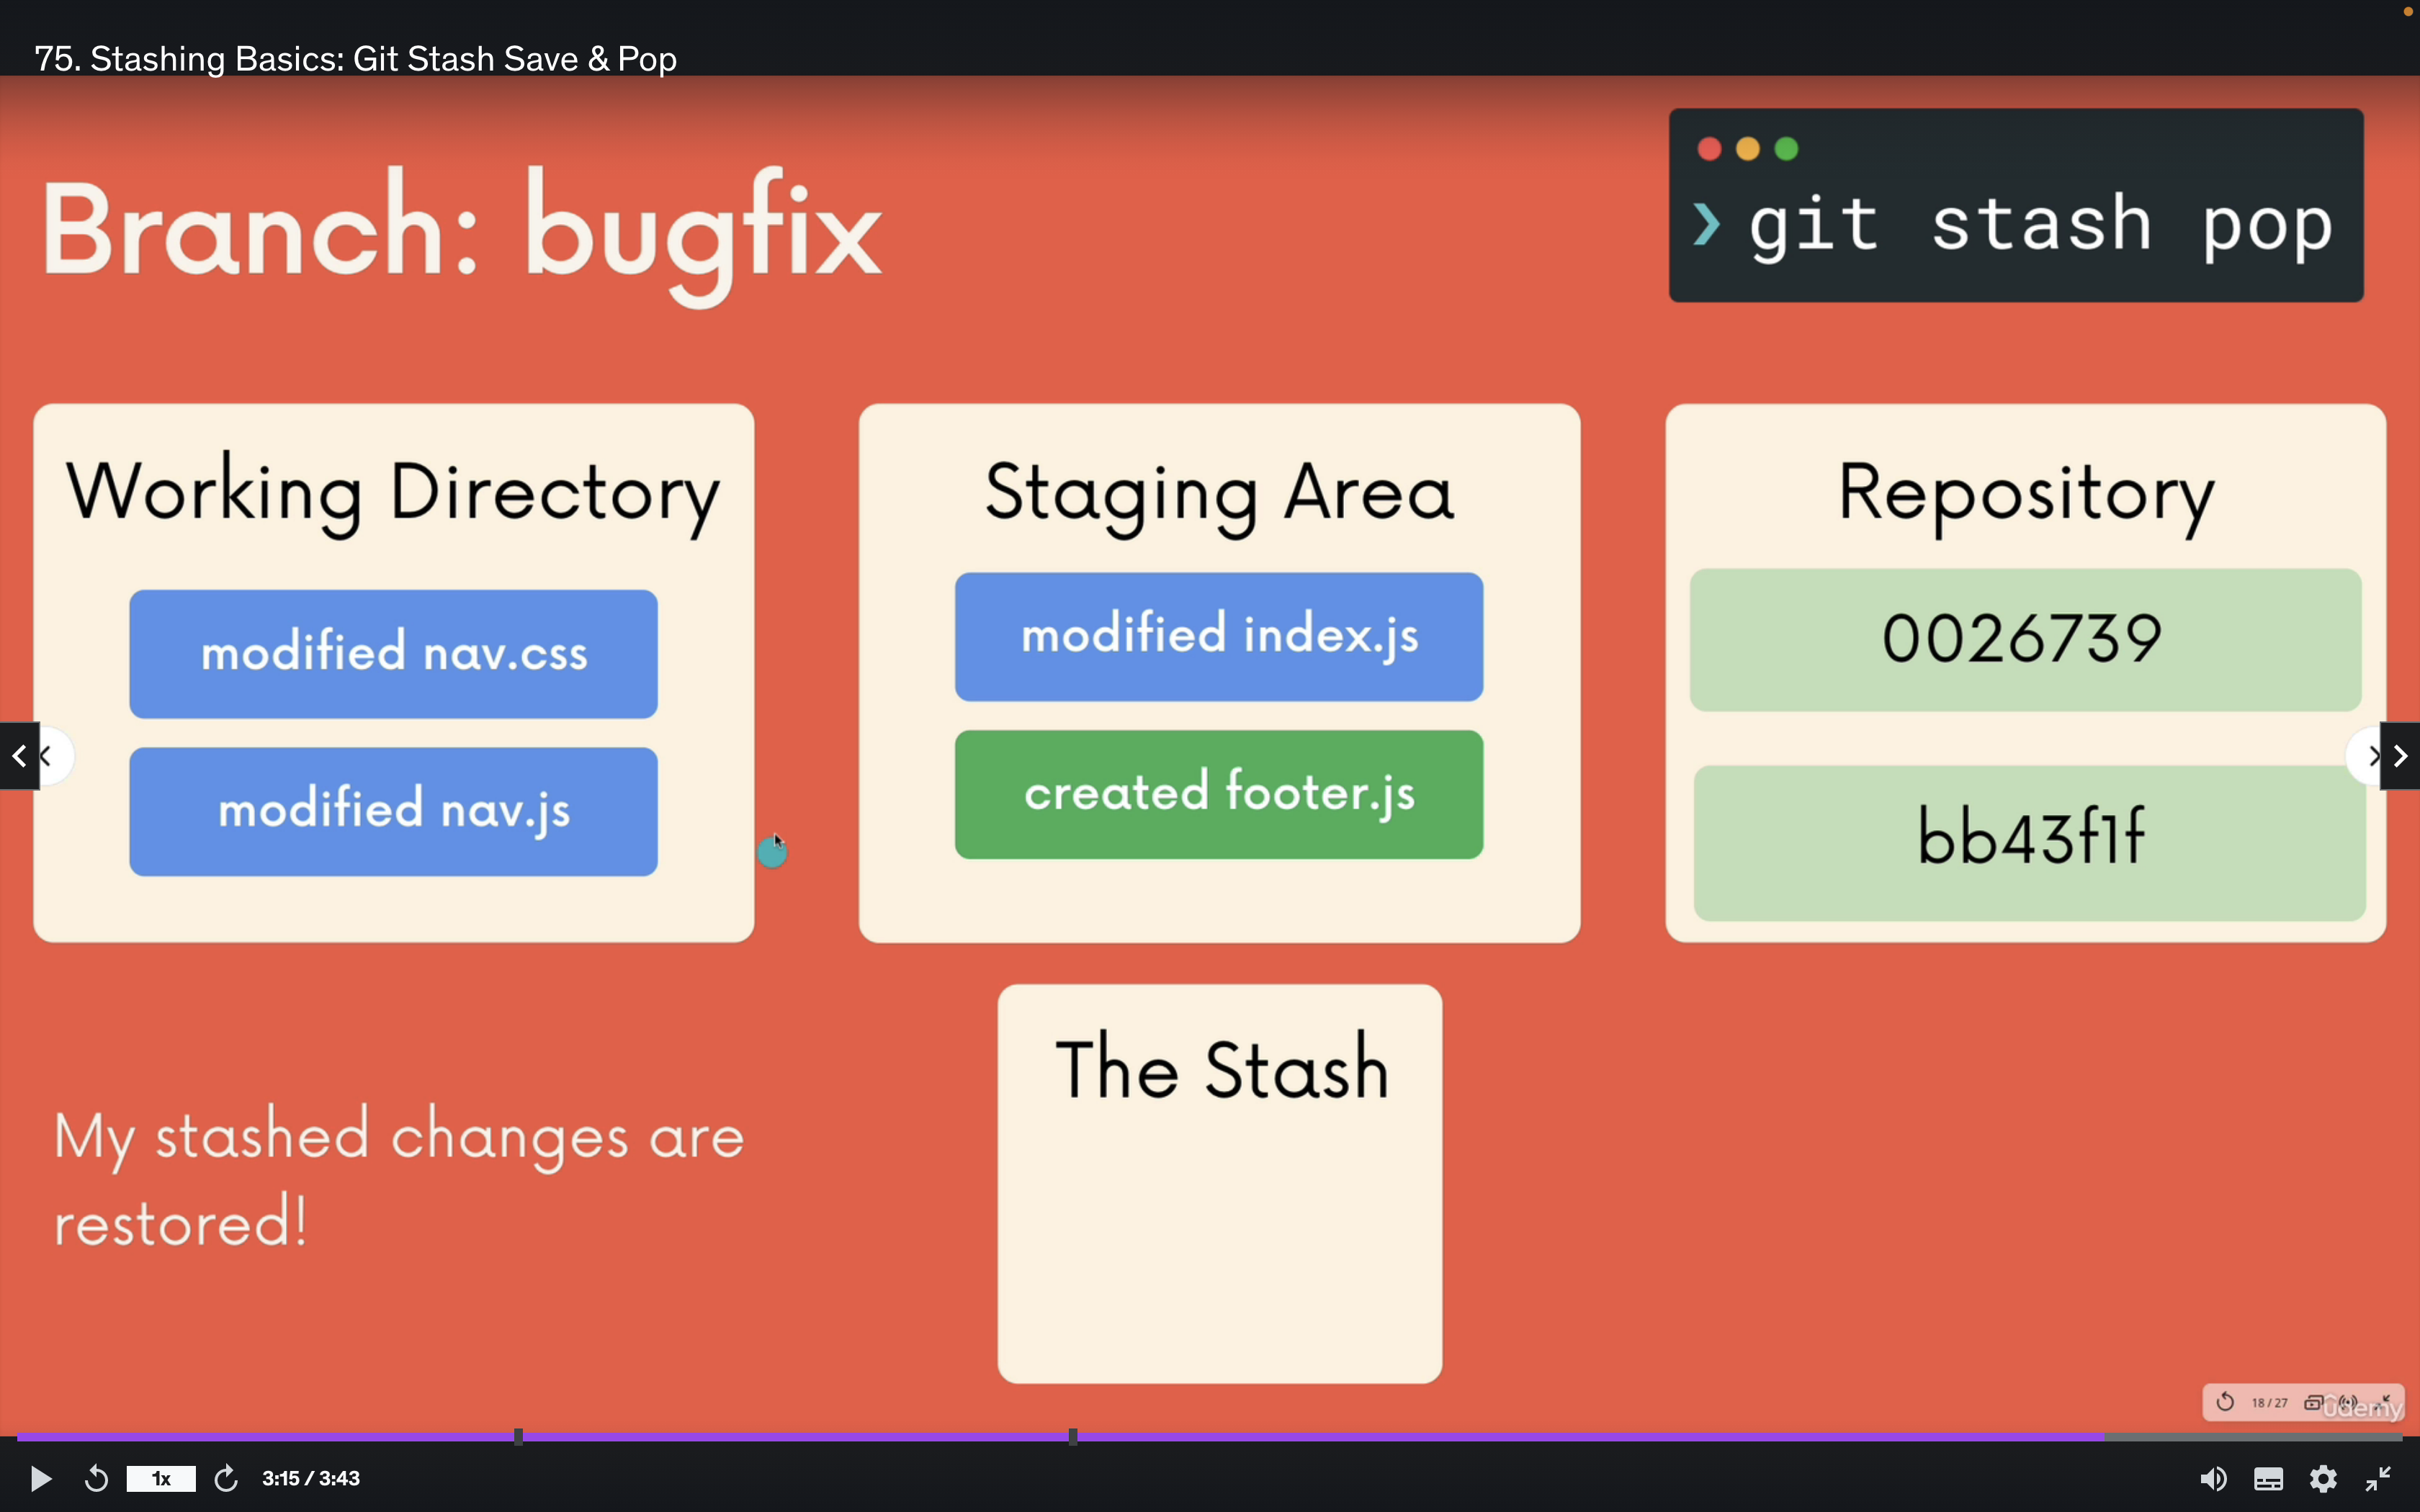 75. Stashing Basics: Git Stash Save & Pop
Branch: bugfix
❯ git stash pop
Working Directory
modified nav.css
modified nav.js
Staging Area
modified index.js
created footer.js
Repository
0026739
bb43f1f
The Stash
My stashed changes are
restored!
18 / 27
ûdemy
1x
3:15 / 3:43